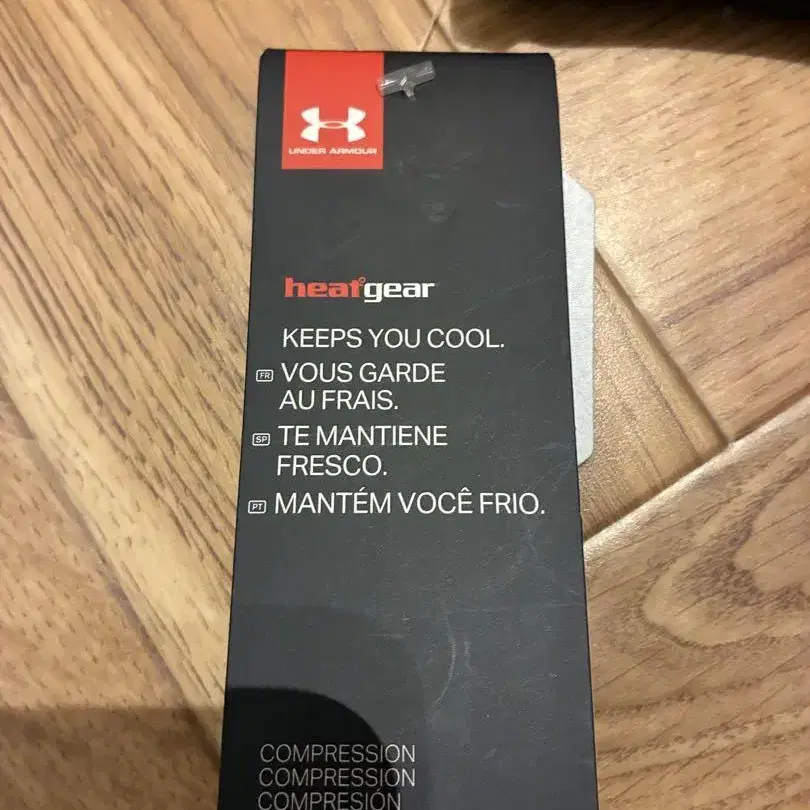 UNDER ARMOUR
heatgear
KEEPS YOU COOL.
FR VOUS GARDE
AU FRAIS.
SP TE MANTIENE
FRESCO.
PT MANTÉM VOCÊ FRIO.
COMPRESSION
COMPRESSION
COMPRESIÓN